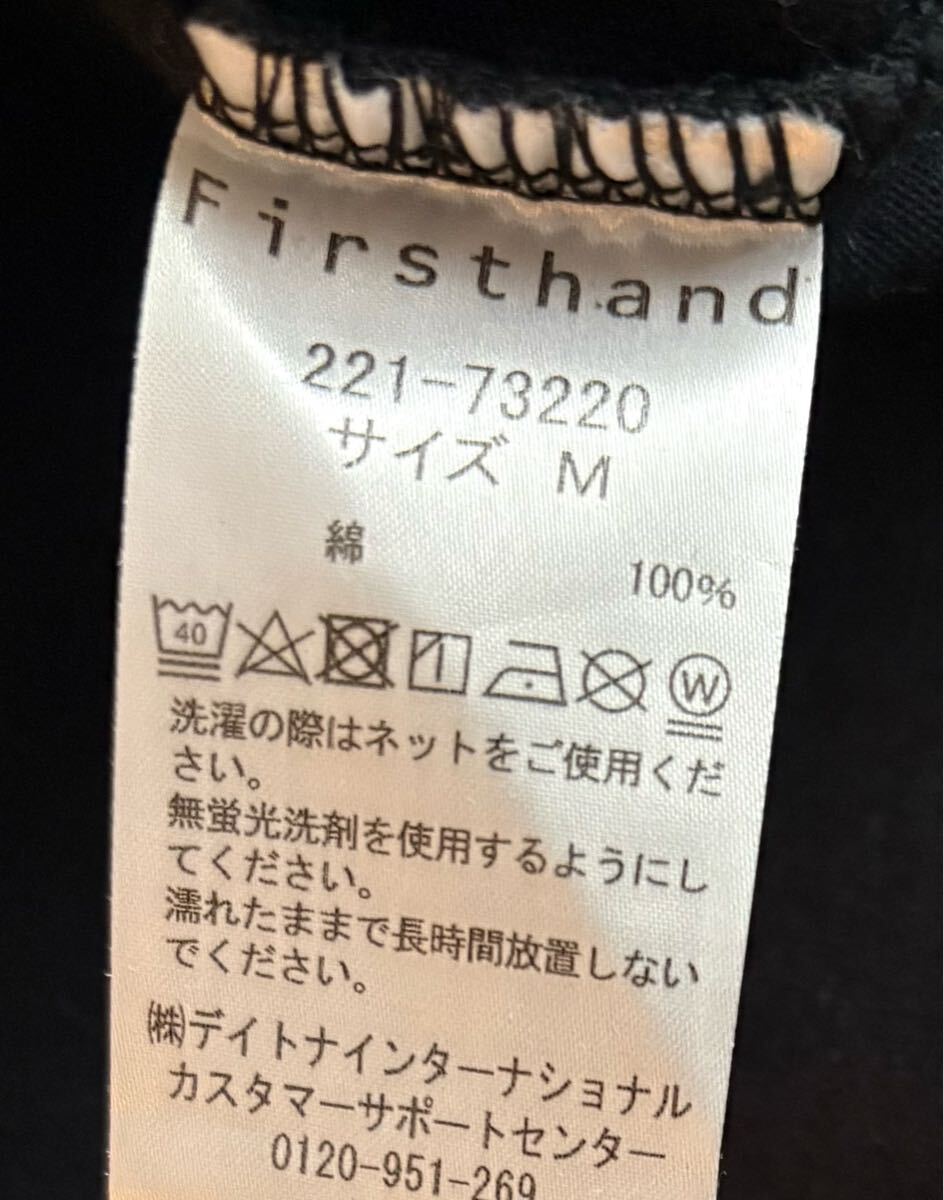 Firsthand
221-73220
サイズ M
綿 100%
40 W
洗濯の際はネットをご使用くだ
さい。
無蛍光洗剤を使用するようにし
てください。
濡れたままで長時間放置しない
でください。
㈱デイトナインターナショナル
カスタマーサポートセンター
0120-951-269